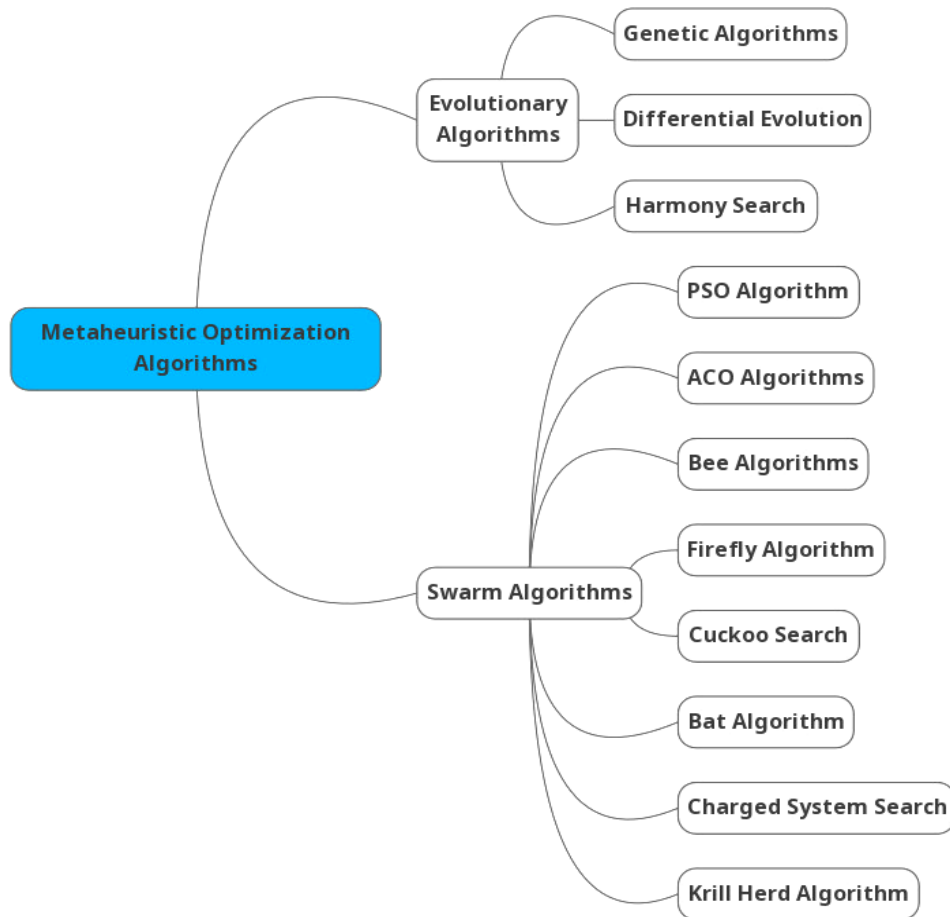 Genetic Algorithms
Evolutionary
Algorithms
Differential Evolution
Harmony Search
PSO Algorithm
Metaheuristic Optimization
Algorithms
ACO Algorithms
Bee Algorithms
Firefly Algorithm
Swarm Algorithms
Cuckoo Search
Bat Algorithm
Charged System Search
Krill Herd Algorithm